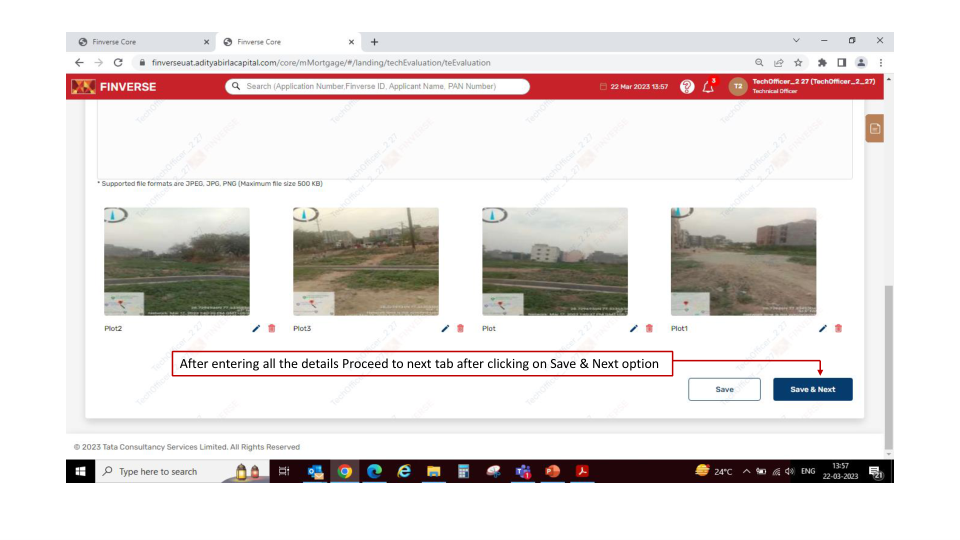 Finverse Core
Finverse Core
finverseuat.adityabirlacapital.com/core/mMortgage/#/landing/techEvaluation/teEvaluation
FINVERSE
Search (Application Number,Finverse ID, Applicant Name, PAN Number)
22 Mar 2023 13:57
3
T2
TechOfficer_2 27 (TechOfficer_2_27)
Technical Officer
* Supported file formats are JPEG, JPG, PNG (Maximum file size 500 KB)
Plot2
Plot3
Plot
Plot1
After entering all the details Proceed to next tab after clicking on Save & Next option
Save
Save & Next
© 2023 Tata Consultancy Services Limited. All Rights Reserved
Type here to search
24°C
ENG
13:57
22-03-2023
21